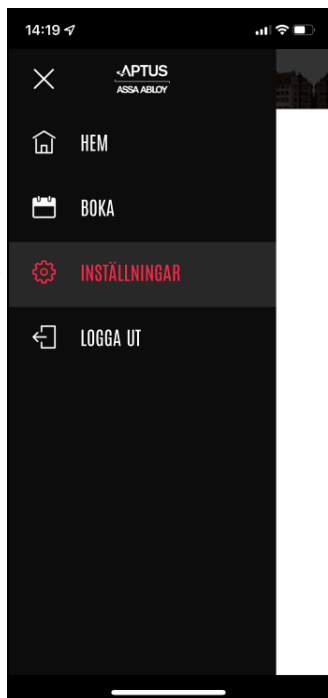 14:19
APTUS
ASSA ABLOY
HEM
BOKA
INSTÄLLNINGAR
LOGGA UT